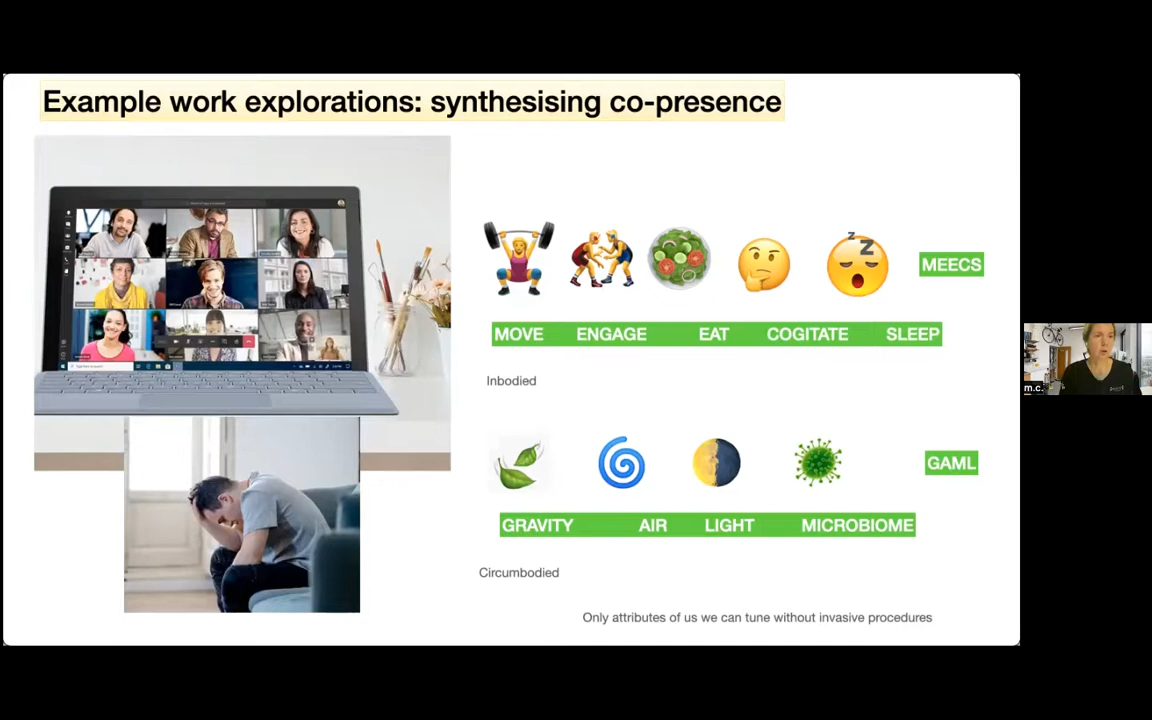 Example work explorations: synthesising co-presence
MEECS
MOVE ENGAGE EAT COGITATE SLEEP
Inbodied
GAML
GRAVITY AIR LIGHT MICROBIOME
Circumbodied
Only attributes of us we can tune without invasive procedures
m.c.